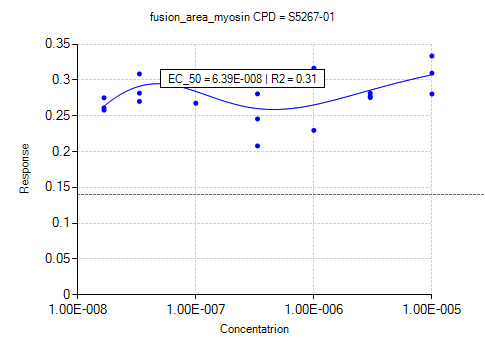 fusion_area_myosin CPD = S5267-01
0.35
0.3
0.25
0.2
0.15
0.1
0.05
0
EC_50 = 6.39E-008 | R2 = 0.31
Response
1.00E-008 1.00E-007 1.00E-006 1.00E-005
Concentatrion